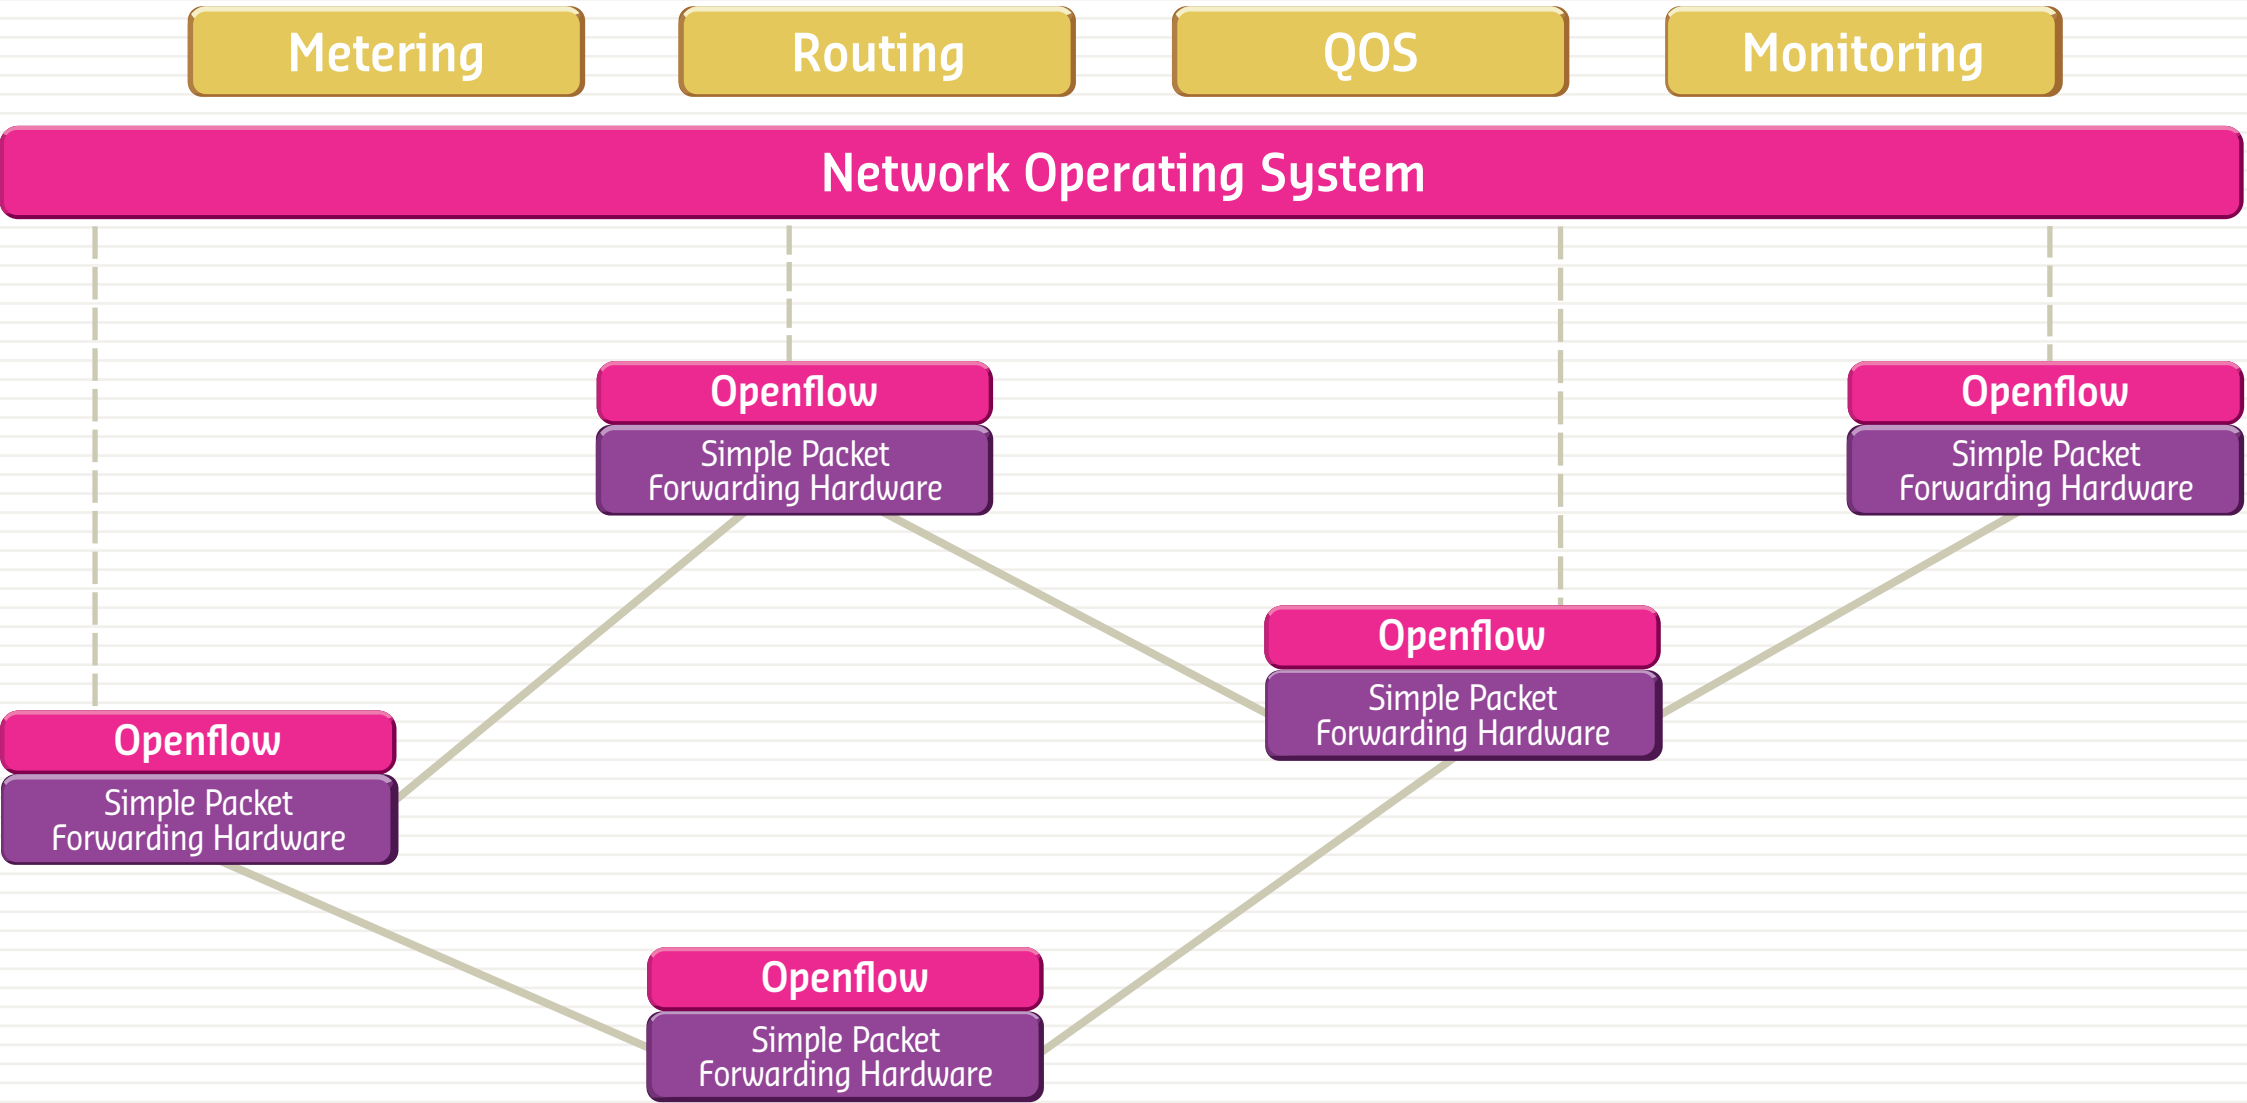 Metering
Routing
QOS
Monitoring
Network Operating System
Openflow
Simple Packet
Forwarding Hardware
Openflow
Simple Packet
Forwarding Hardware
Openflow
Simple Packet
Forwarding Hardware
Openflow
Simple Packet
Forwarding Hardware
Openflow
Simple Packet
Forwarding Hardware